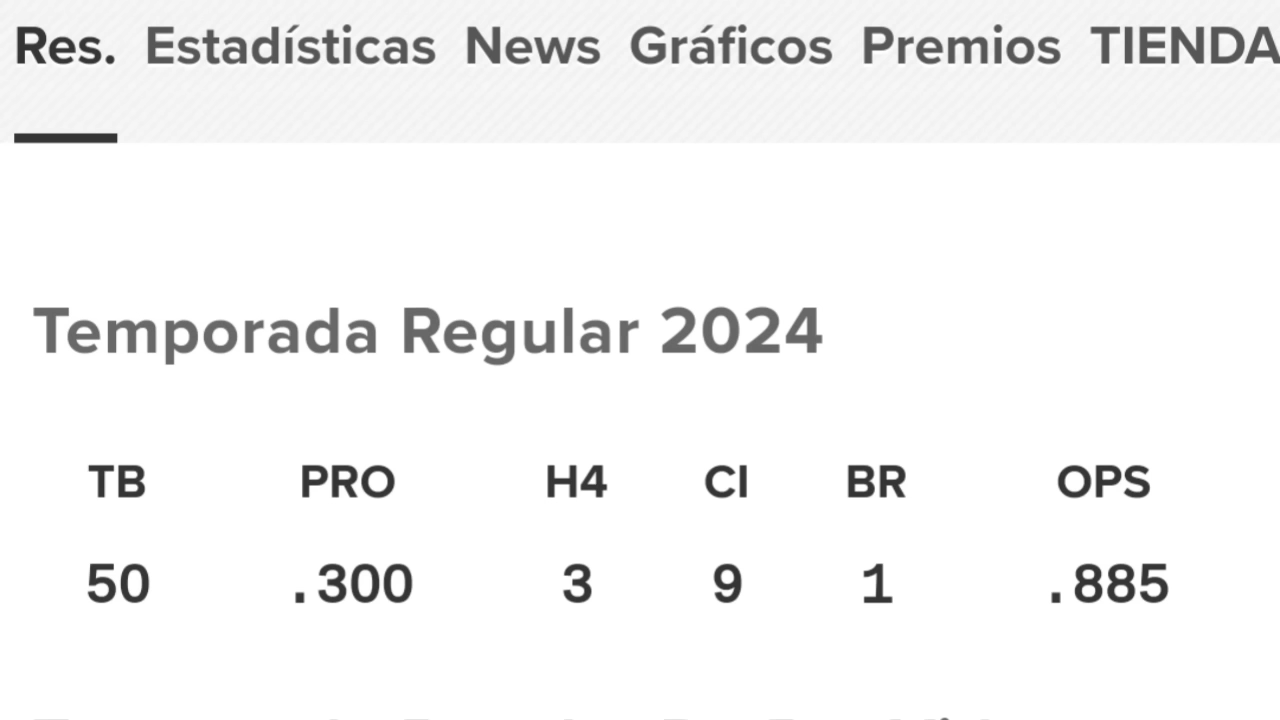 Res. Estadísticas News Gráficos Premios TIENDA
Temporada Regular 2024
TB PRO H4 CI BR OPS
50 .300 3 9 1 .885